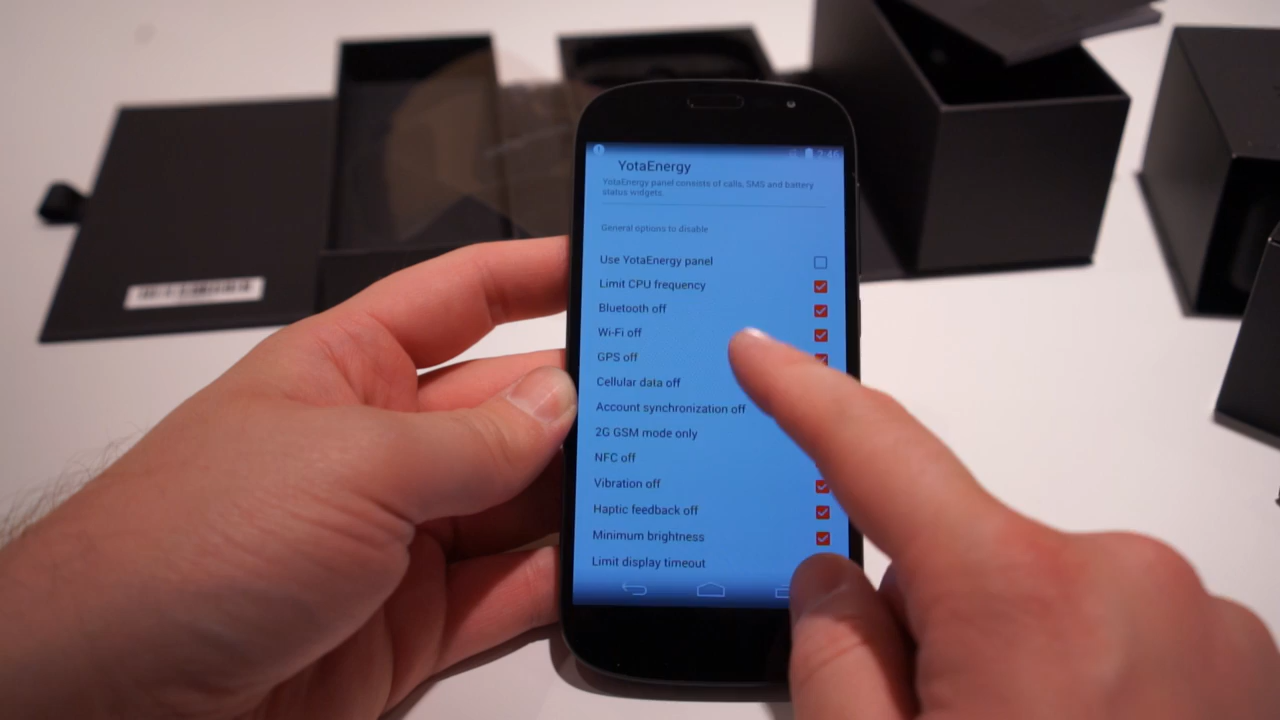 2:46
YotaEnergy
YotaEnergy panel consists of calls, SMS and battery
status widgets.
General options to disable
Use YotaEnergy panel
Limit CPU frequency
Bluetooth off
Wi-Fi off
GPS off
Cellular data off
Account synchronization off
2G GSM mode only
NFC off
Vibration off
Haptic feedback off
Minimum brightness
Limit display timeout